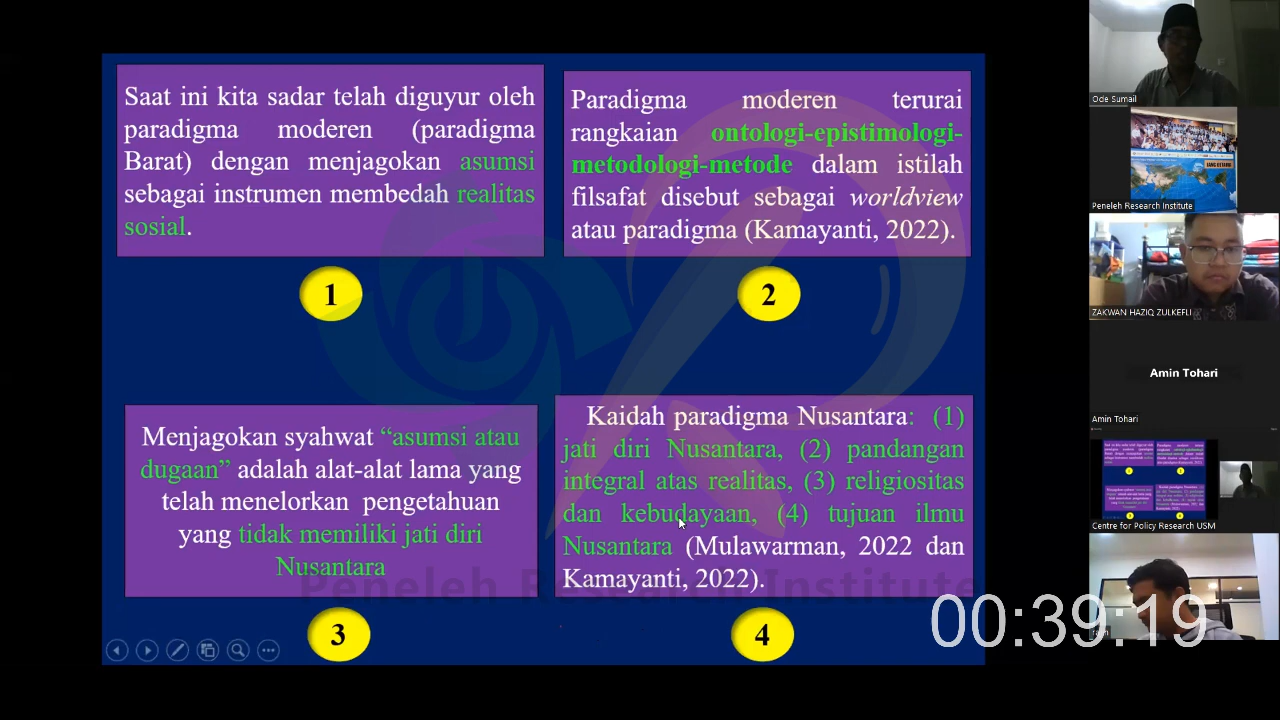 Saat ini kita sadar telah diguyur oleh
paradigma moderen (paradigma
Barat) dengan menjagokan asumsi
sebagai instrumen membedah realitas
sosial.
1
Paradigma moderen terurai
rangkaian ontologi-epistimologi-
metodologi-metode dalam istilah
filsafat disebut sebagai worldview
atau paradigma (Kamayanti, 2022).
2
Menjagokan syahwat “asumsi atau
dugaan” adalah alat-alat lama yang
telah menelorkan pengetahuan
yang tidak memiliki jati diri
Nusantara
3
Kaidah paradigma Nusantara: (1)
jati diri Nusantara, (2) pandangan
integral atas realitas, (3) religiositas
dan kebudayaan, (4) tujuan ilmu
Nusantara (Mulawarman, 2022 dan
Kamayanti, 2022).
4
Peneleh Research Institute
Ode Sumail
Peneleh Research Institute
ZAKWAN HAZIQ ZULKEFLI
Amin Tohari
Amin Tohari
Centre for Policy Research USM
00:39:19